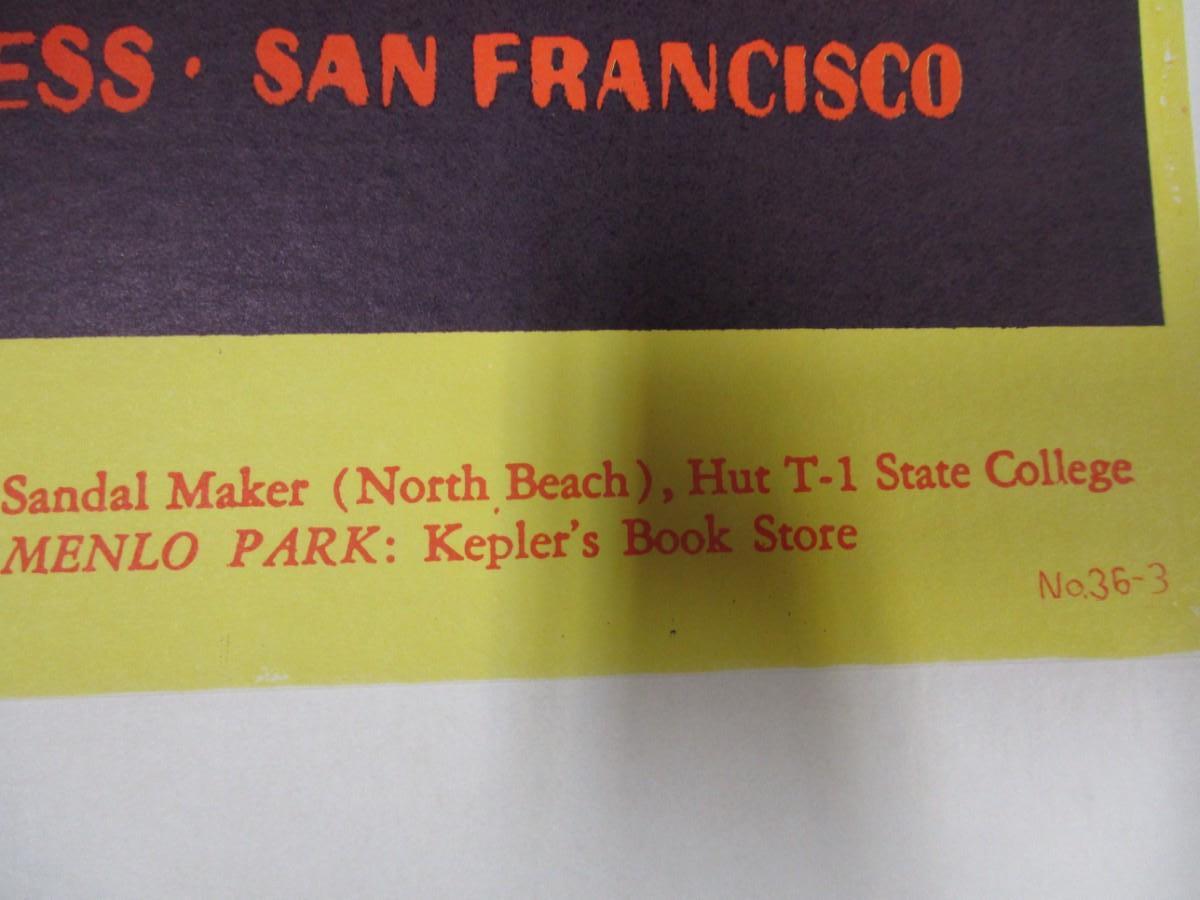 ESS · SAN FRANCISCO
Sandal Maker (North Beach), Hut T-1 State College
MENLO PARK: Kepler's Book Store
No.36-3